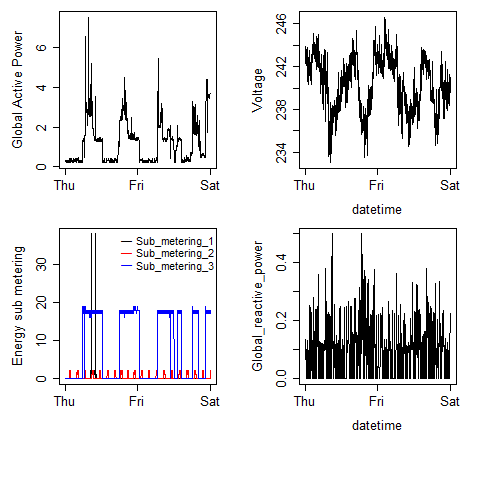 Global Active Power
0 2 4 6
Thu Fri Sat
Voltage
234 238 242 246
Thu Fri Sat
datetime
Energy sub metering
0 10 20 30
Sub_metering_1
Sub_metering_2
Sub_metering_3
Thu Fri Sat
Global_reactive_power
0.0 0.2 0.4
Thu Fri Sat
datetime